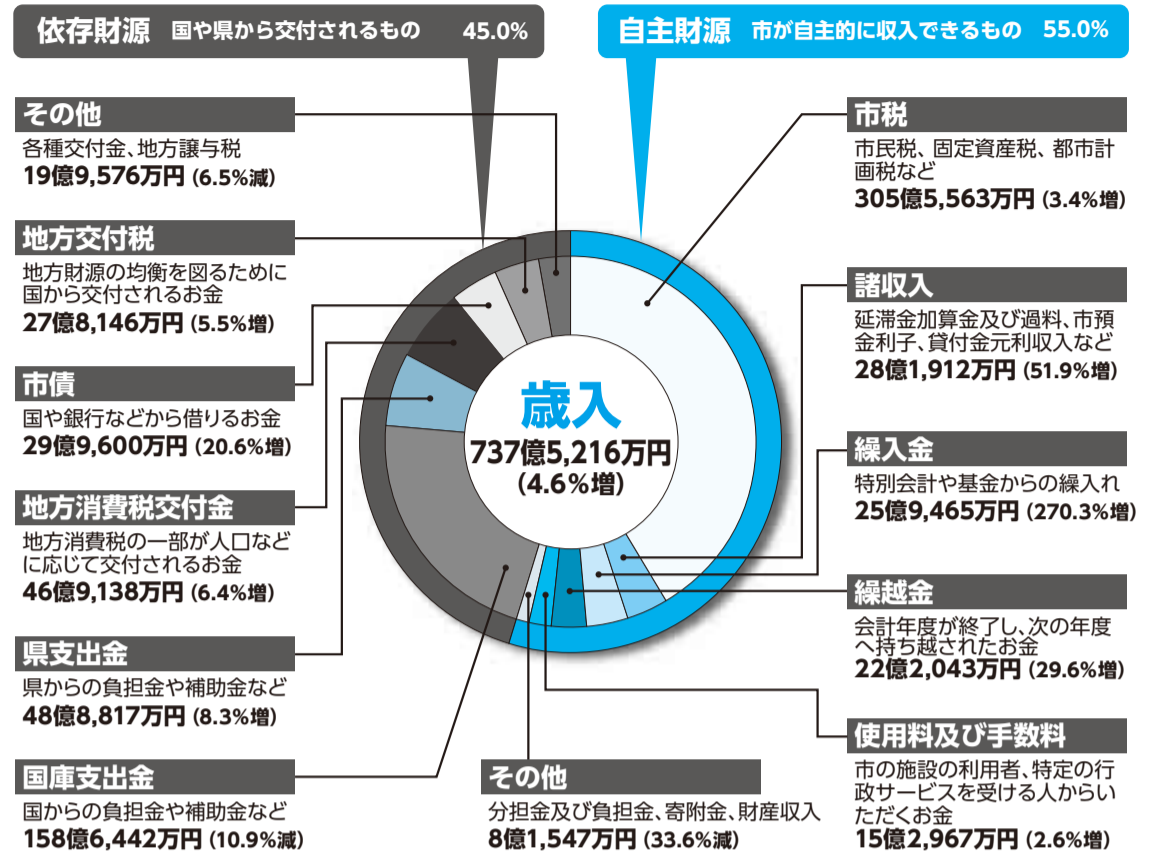 依存財源 国や県から交付されるもの 45.0%
自主財源 市が自主的に収入できるもの 55.0%
その他
各種交付金、地方譲与税
19億9,576万円（6.5%減）
地方交付税
地方財源の均衡を図るために
国から交付されるお金
27億8,146万円（5.5%増）
市債
国や銀行などから借りるお金
29億9,600万円（20.6%増）
地方消費税交付金
地方消費税の一部が人口など
に応じて交付されるお金
46億9,138万円（6.4%増）
県支出金
県からの負担金や補助金など
48億8,817万円（8.3%増）
国庫支出金
国からの負担金や補助金など
158億6,442万円（10.9%減）
歳入
737億5,216万円
（4.6%増）
市税
市民税、固定資産税、都市計
画税など
305億5,563万円（3.4%増）
諸収入
延滞金加算金及び過料、市預
金利子、貸付金元利収入など
28億1,912万円（51.9%増）
繰入金
特別会計や基金からの繰入れ
25億9,465万円（270.3%増）
繰越金
会計年度が終了し、次の年度
へ持ち越されたお金
22億2,043万円（29.6%増）
使用料及び手数料
市の施設の利用者、特定の行
政サービスを受ける人からい
ただくお金
15億2,967万円（2.6%増）
その他
分担金及び負担金、寄附金、財産収入
8億1,547万円（33.6%減）